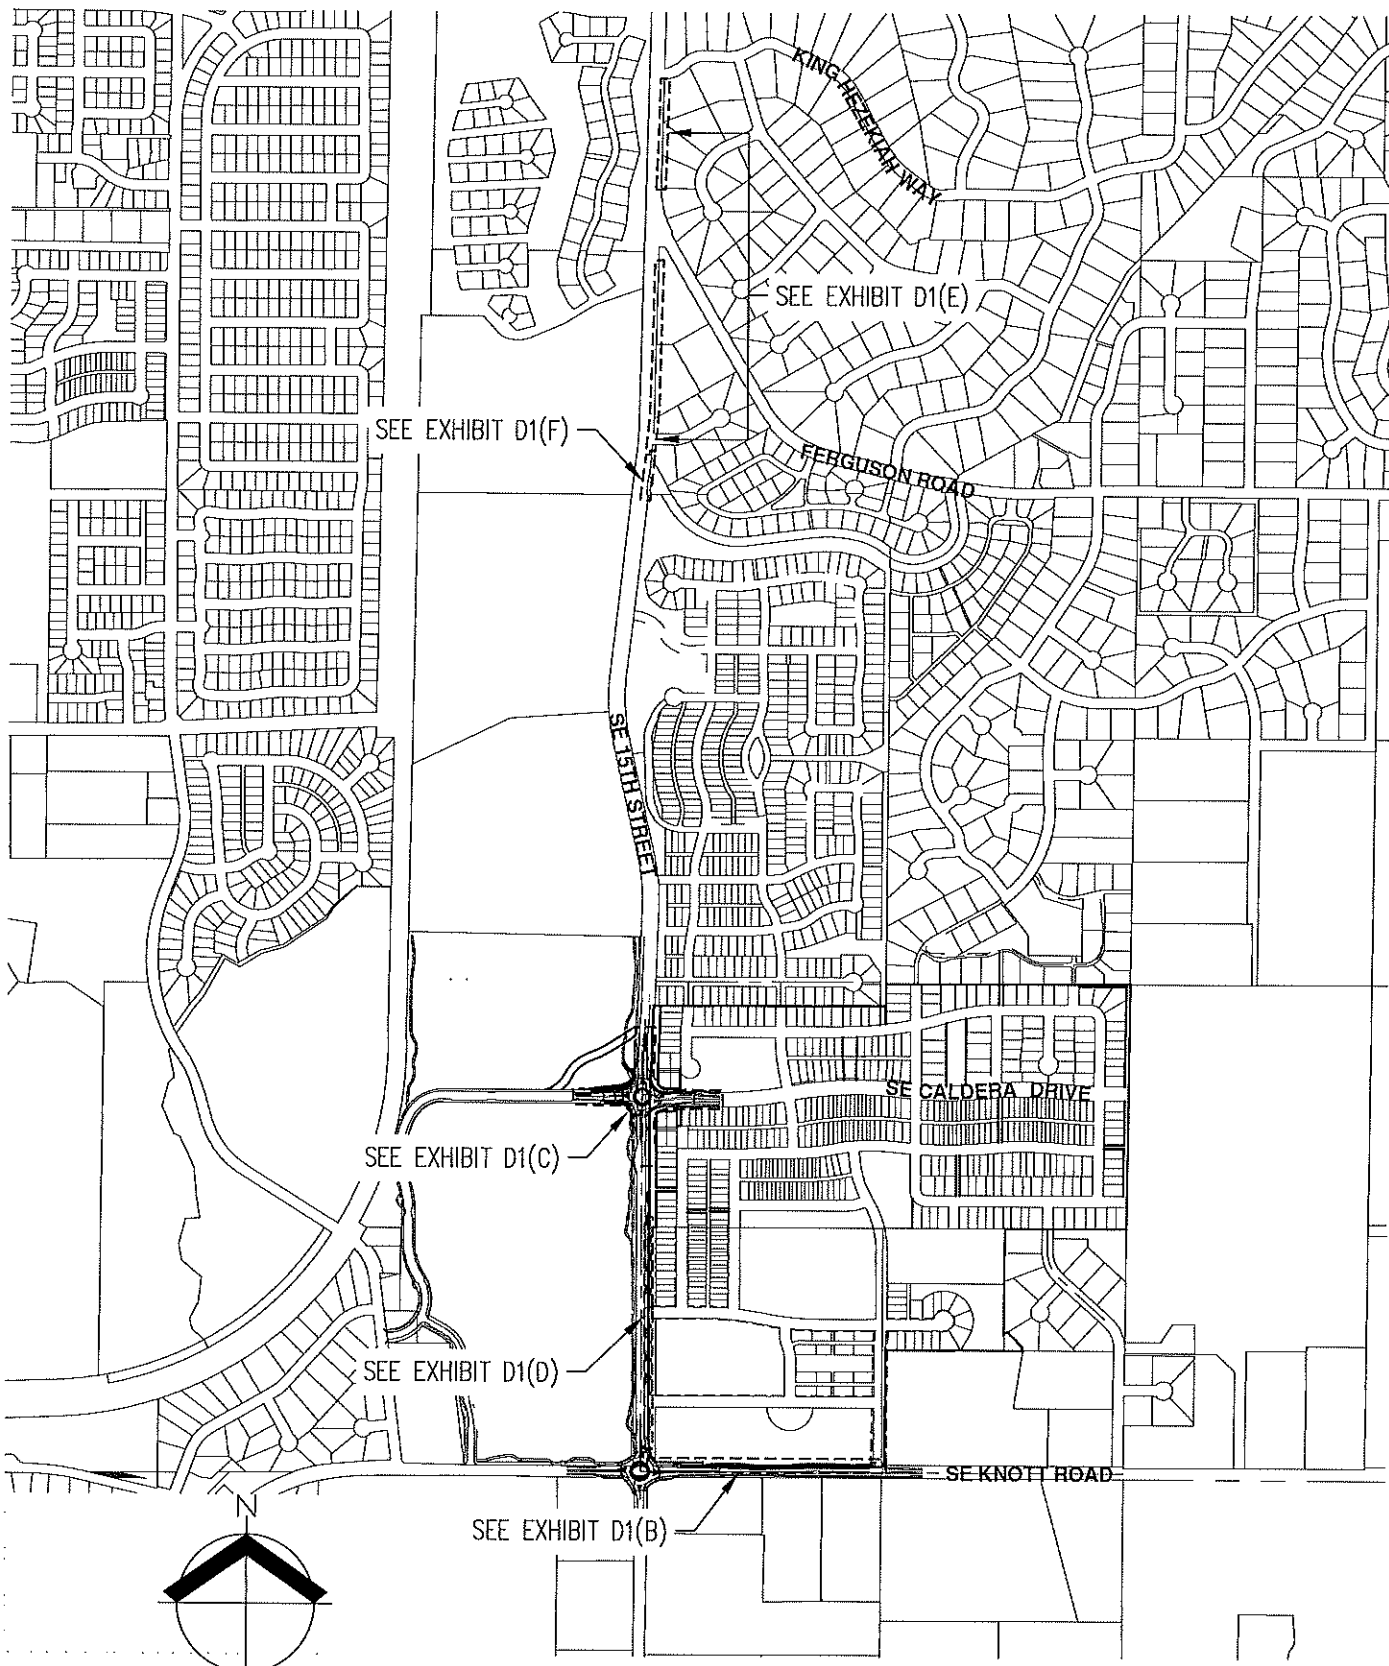 KING HEZEKIAH WAY
SEE EXHIBIT D1(E)
SEE EXHIBIT D1(F)
FERGUSON ROAD
SE 15TH STREET
SE CALDERA DRIVE
SEE EXHIBIT D1(C)
SEE EXHIBIT D1(D)
SE KNOTT ROAD
SEE EXHIBIT D1(B)
N